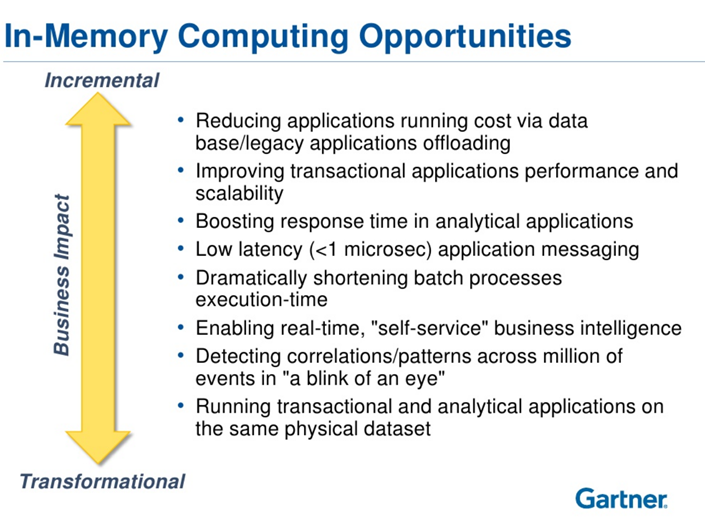 In-Memory Computing Opportunities
Incremental
Business Impact
• Reducing applications running cost via data
base/legacy applications offloading
• Improving transactional applications performance and
scalability
• Boosting response time in analytical applications
• Low latency (<1 microsec) application messaging
• Dramatically shortening batch processes
execution-time
• Enabling real-time, "self-service" business intelligence
• Detecting correlations/patterns across million of
events in "a blink of an eye"
• Running transactional and analytical applications on
the same physical dataset
Transformational
Gartner.